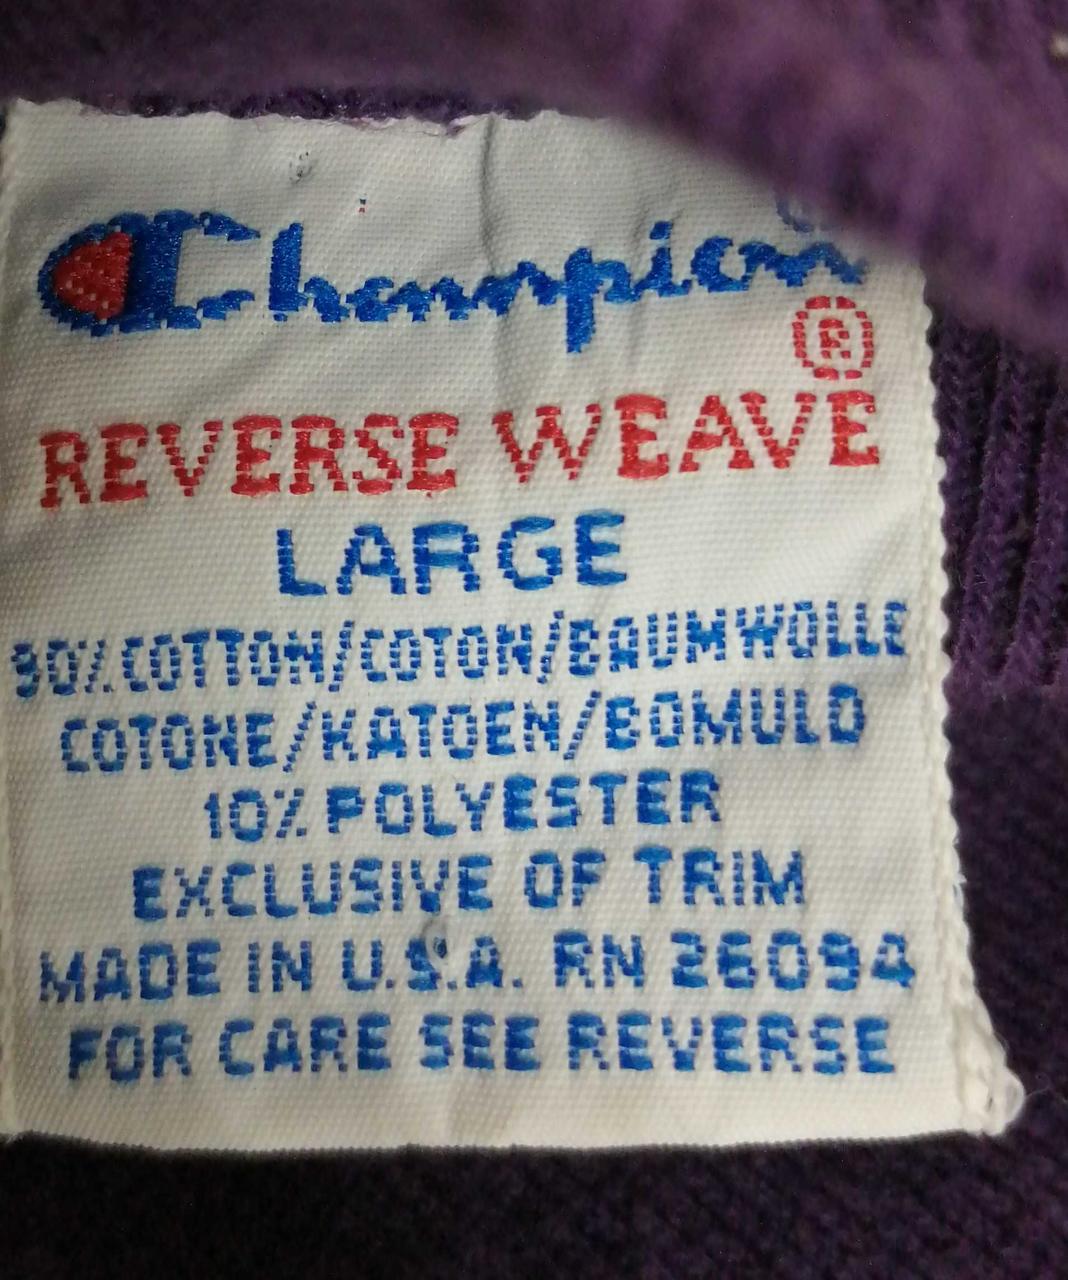 Champion®
®
REVERSE WEAVE
LARGE
90% COTTON/COTON/BAUMWOLLE
COTONE/KATOEN/BOMULD
10% POLYESTER
EXCLUSIVE OF TRIM
MADE IN U.S.A. RN 26094
FOR CARE SEE REVERSE